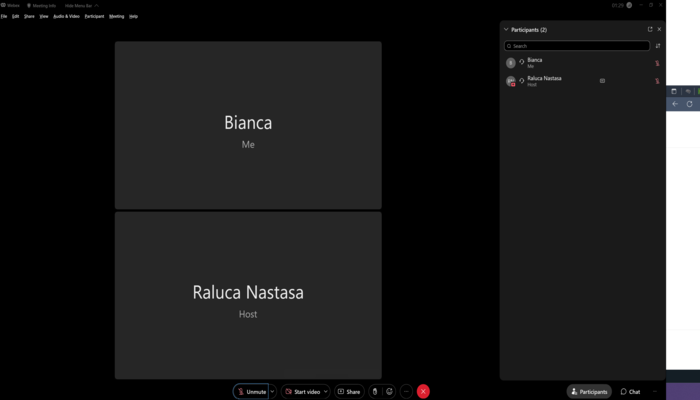 Webex Meeting Info Hide Menu Bar 01:29
File Edit Share View Audio & Video Participant Meeting Help
Participants (2)
Search
Bianca
Me
B
Bianca
Me
Raluca Nastasa
Host
Raluca Nastasa
Host
Unmute Start video Share Participants Chat